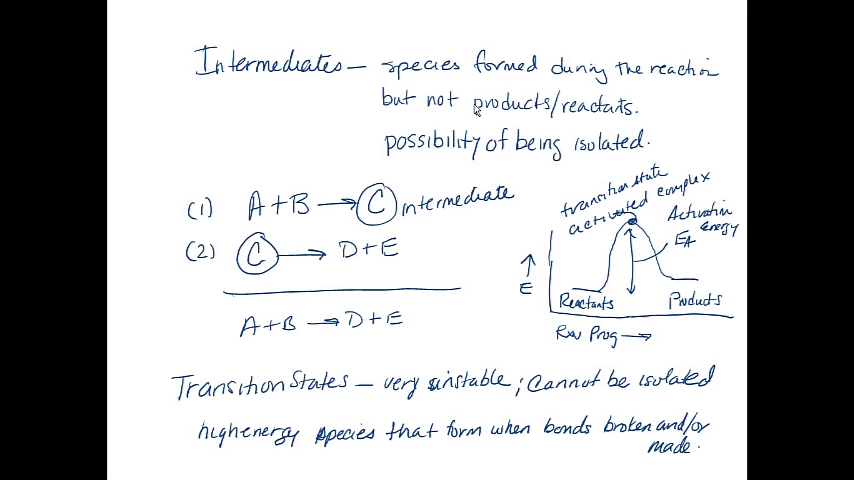 Intermediates — species formed during the reaction
but not products/reactants.
possibility of being isolated.
(1) A+B → C intermediate
(2) C → D+E
A+B → D+E
transition state
activated complex
Activation
Energy
EA
↑
E
Reactants
Products
Rxn Prog →
Transition States — very unstable; Cannot be isolated
high energy species that form when bonds broken and/or
made.